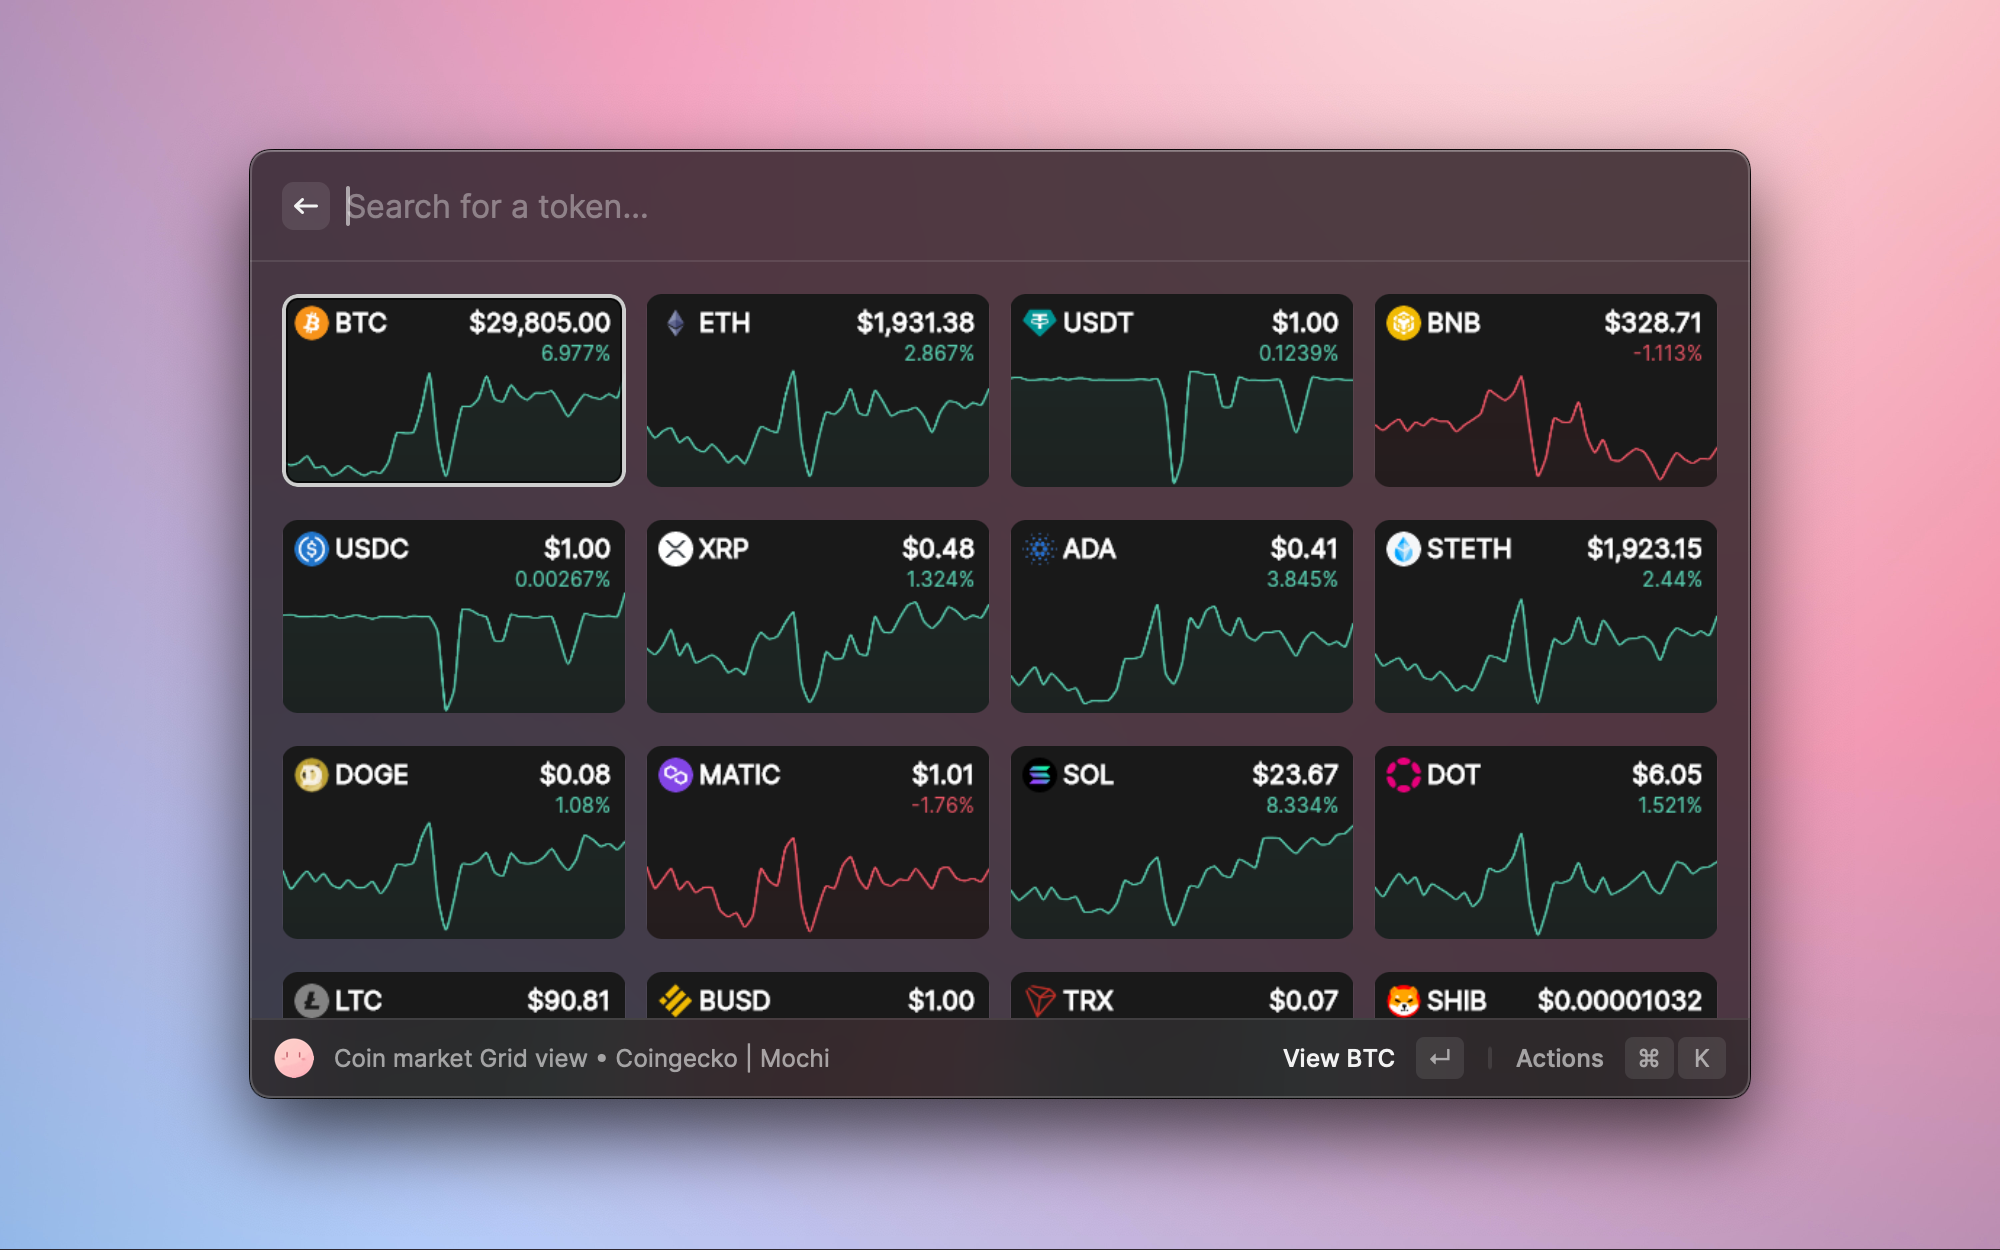 Search for a token...
BTC $29,805.00
6.977%
ETH $1,931.38
2.867%
USDT $1.00
0.1239%
BNB $328.71
-1.113%
USDC $1.00
0.00267%
XRP $0.48
1.324%
ADA $0.41
3.845%
STETH $1,923.15
2.44%
DOGE $0.08
1.08%
MATIC $1.01
-1.76%
SOL $23.67
8.334%
DOT $6.05
1.521%
LTC $90.81
BUSD $1.00
TRX $0.07
SHIB $0.00001032
Coin market Grid view • Coingecko | Mochi
View BTC ↵ | Actions ⌘ K